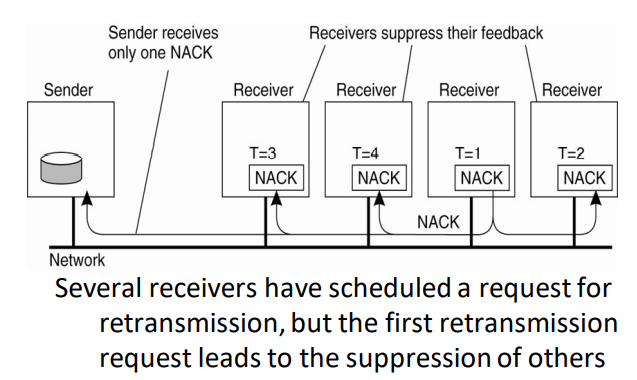 Sender receives
only one NACK
Receivers suppress their feedback
Sender
Receiver
Receiver
Receiver
Receiver
T=3
T=4
T=1
T=2
NACK
NACK
NACK
NACK
NACK
Network
Several receivers have scheduled a request for
retransmission, but the first retransmission
request leads to the suppression of others